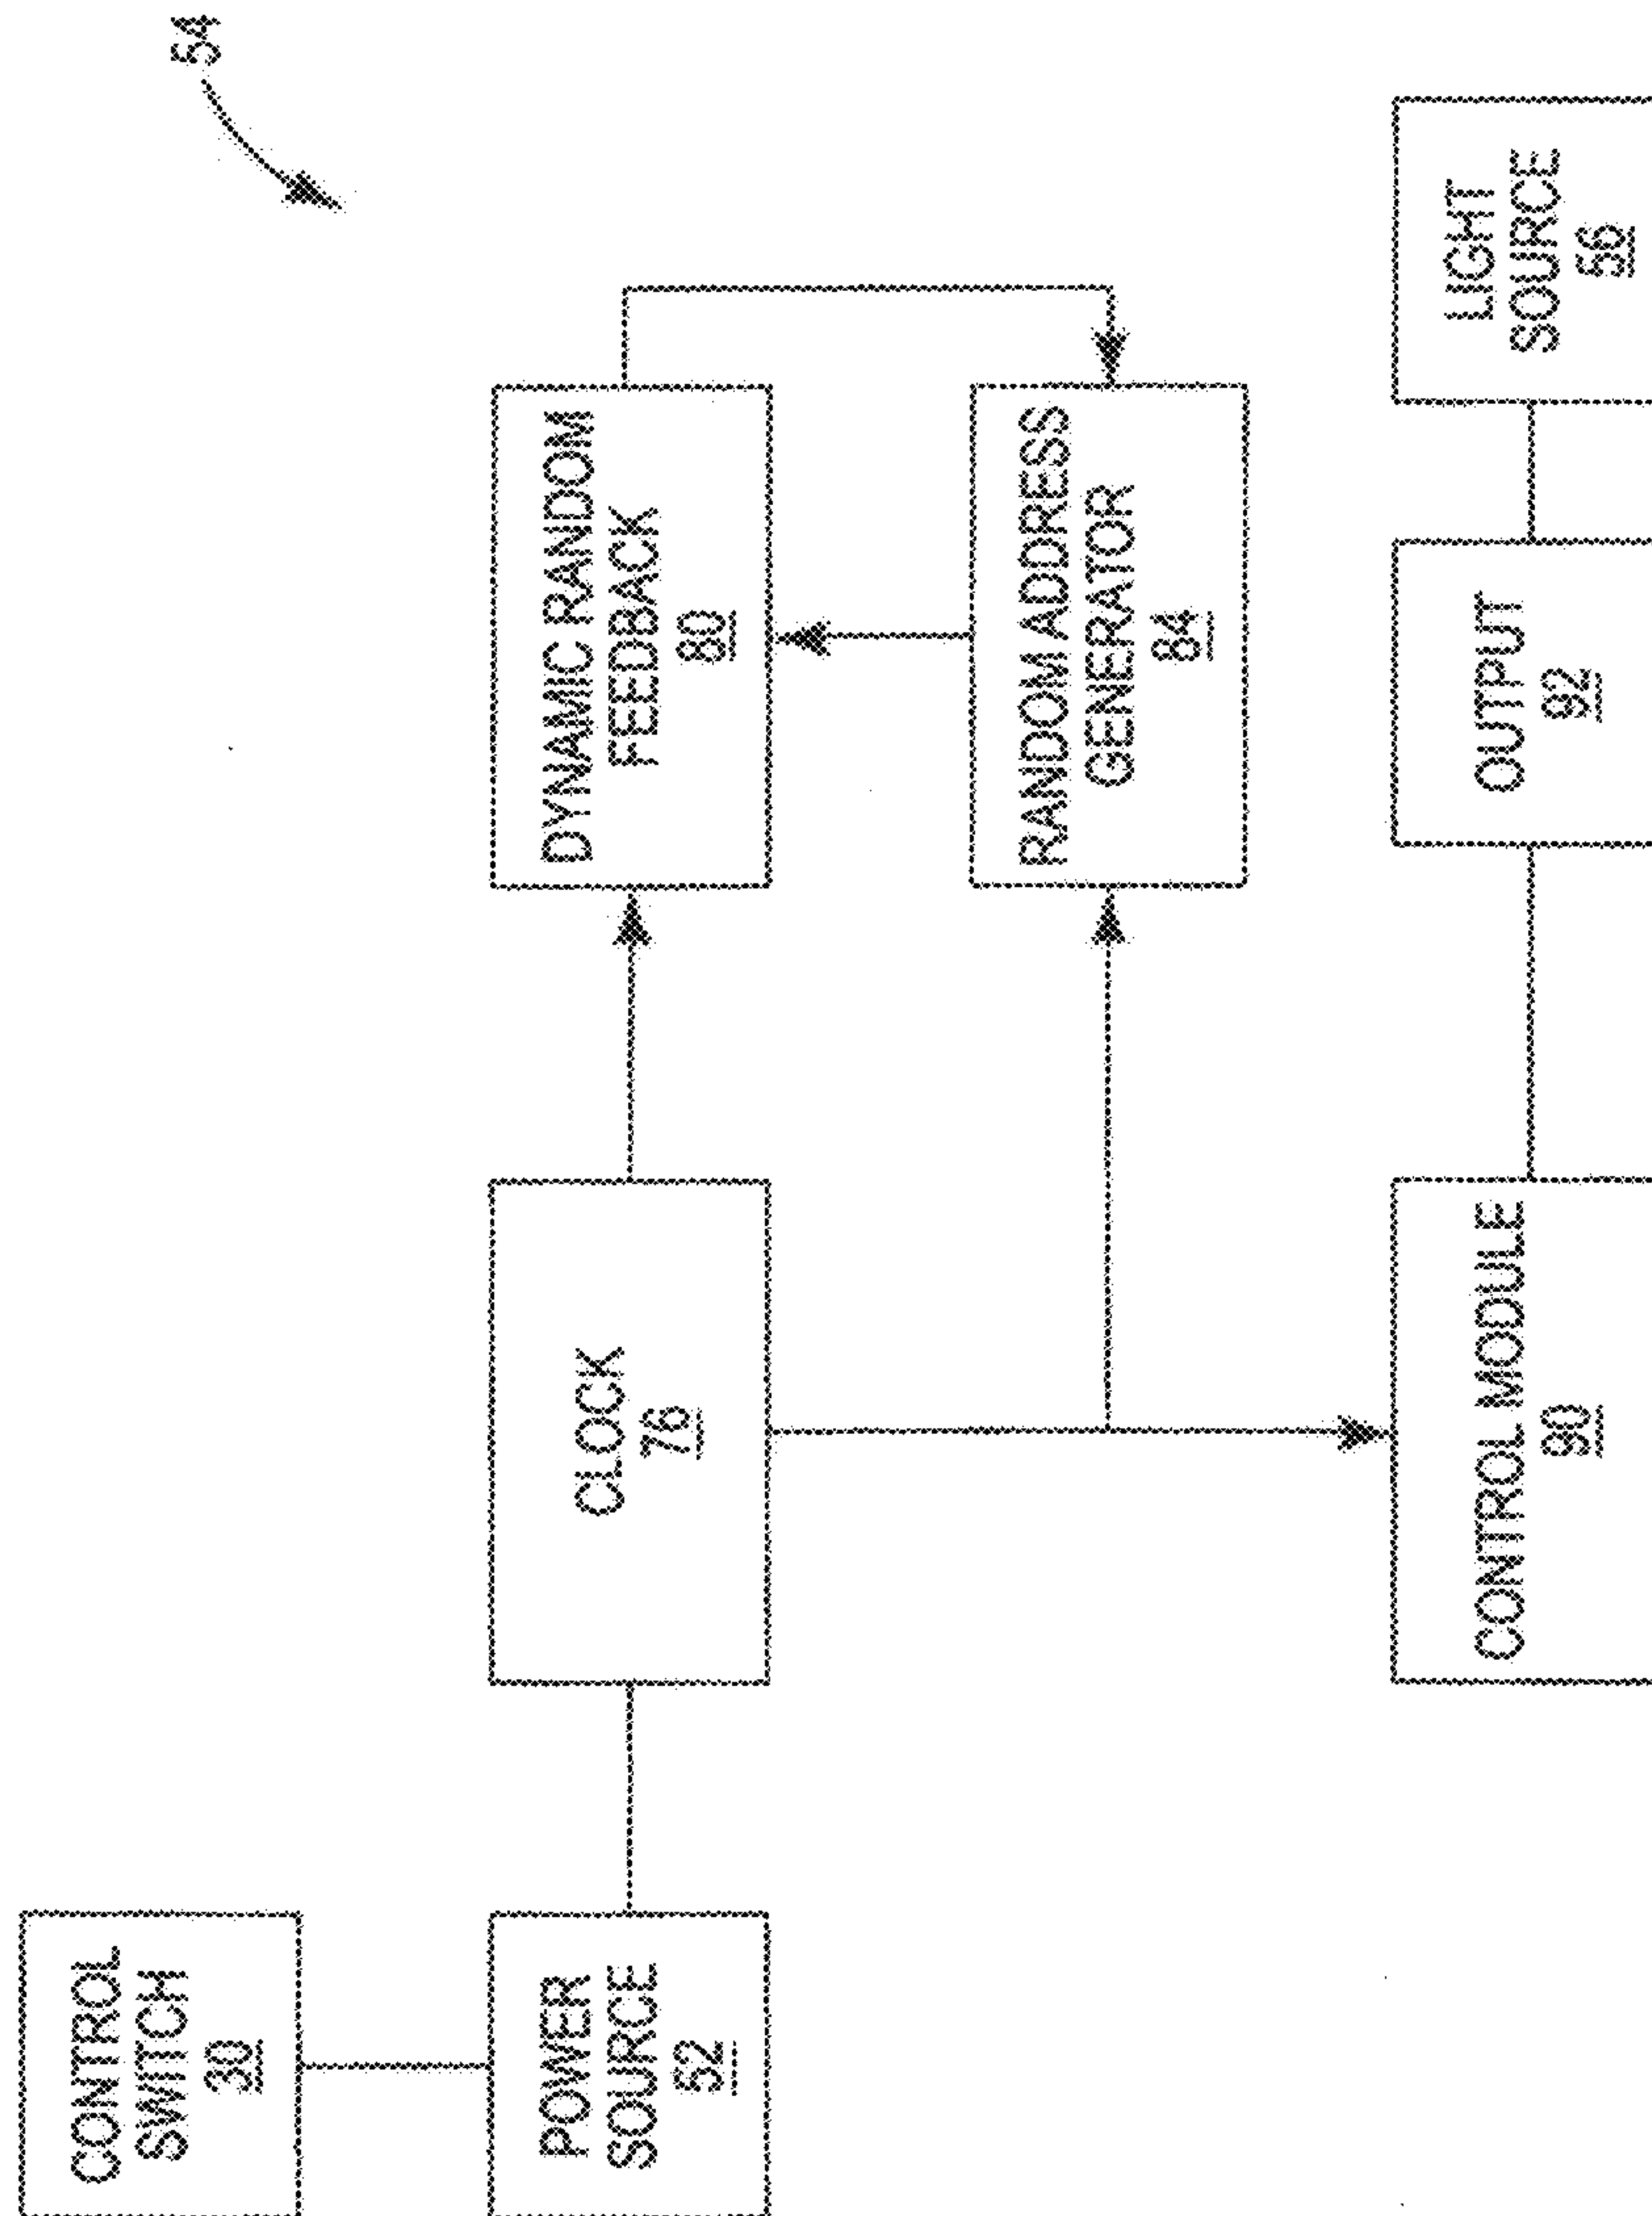 54
CONTROL
SWITCH
30
POWER
SOURCE
52
CLOCK
76
DYNAMIC RANDOM
FEEDBACK
80
RANDOM ADDRESS
GENERATOR
84
CONTROL MODULE
90
OUTPUT
92
LIGHT
SOURCE
56